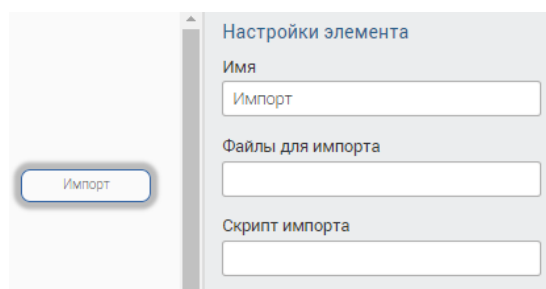 Настройки элемента
Имя
Импорт
Файлы для импорта
Импорт
Скрипт импорта